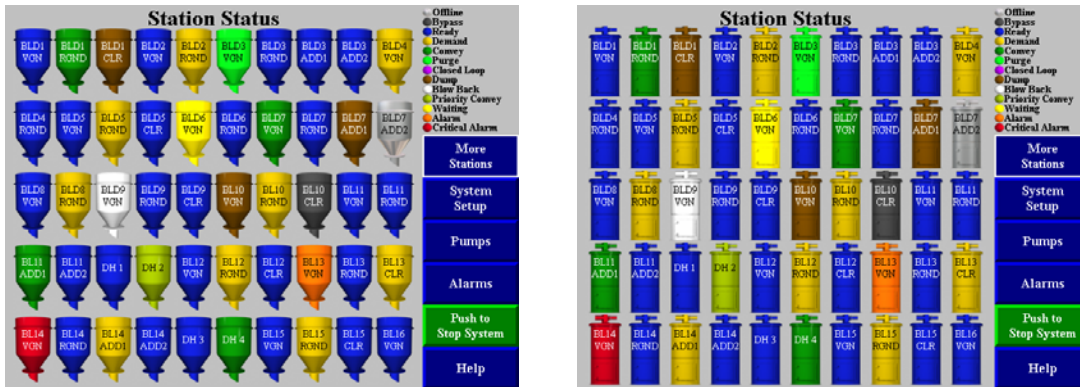 Station Status
BLD1 BLD1 BLD1 BLD2 BLD2 BLD3 BLD3 BLD3 BLD3 BLD4
VGN RGND CLR VGN RGND VGN RGND ADD1 ADD2 VGN
BLD4 BLD5 BLD5 BLD5 BLD6 BLD6 BLD7 BLD7 BLD7 BLD7
RGND VGN RGND CLR VGN RGND VGN RGND ADD1 ADD2
BLD8 BLD8 BLD9 BLD9 BLD9 BL10 BL10 BL10 BL11 BL11
VGN RGND VGN RGND CLR VGN RGND CLR VGN RGND
BL11 BL11 DH 1 DH 2 BL12 BL12 BL12 BL13 BL13 BL13
ADD1 ADD2 VGN RGND CLR VGN RGND CLR
BL14 BL14 BL14 BL14 DH 3 DH 4 BL15 BL15 BL15 BL16
VGN RGND ADD1 ADD2 VGN RGND CLR VGN
Offline
Bypass
Ready
Demand
Convey
Purge
Closed Loop
Dump
Blow Back
Priority Convey
Waiting
Alarm
Critical Alarm
More
Stations
System
Setup
Pumps
Alarms
Push to
Stop System
Help
Station Status
BLD1 BLD1 BLD1 BLD2 BLD2 BLD3 BLD3 BLD3 BLD3 BLD4
VGN RGND CLR VGN RGND VGN RGND ADD1 ADD2 VGN
BLD4 BLD5 BLD5 BLD5 BLD6 BLD6 BLD7 BLD7 BLD7 BLD7
RGND VGN RGND CLR VGN RGND VGN RGND ADD1 ADD2
BLD8 BLD8 BLD9 BLD9 BLD9 BL10 BL10 BL10 BL11 BL11
VGN RGND VGN RGND CLR VGN RGND CLR VGN RGND
BL11 BL11 DH 1 DH 2 BL12 BL12 BL12 BL13 BL13 BL13
ADD1 ADD2 VGN RGND CLR VGN RGND CLR
BL14 BL14 BL14 BL14 DH 3 DH 4 BL15 BL15 BL15 BL16
VGN RGND ADD1 ADD2 VGN RGND CLR VGN
Offline
Bypass
Ready
Demand
Convey
Purge
Closed Loop
Dump
Blow Back
Priority Convey
Waiting
Alarm
Critical Alarm
More
Stations
System
Setup
Pumps
Alarms
Push to
Stop System
Help